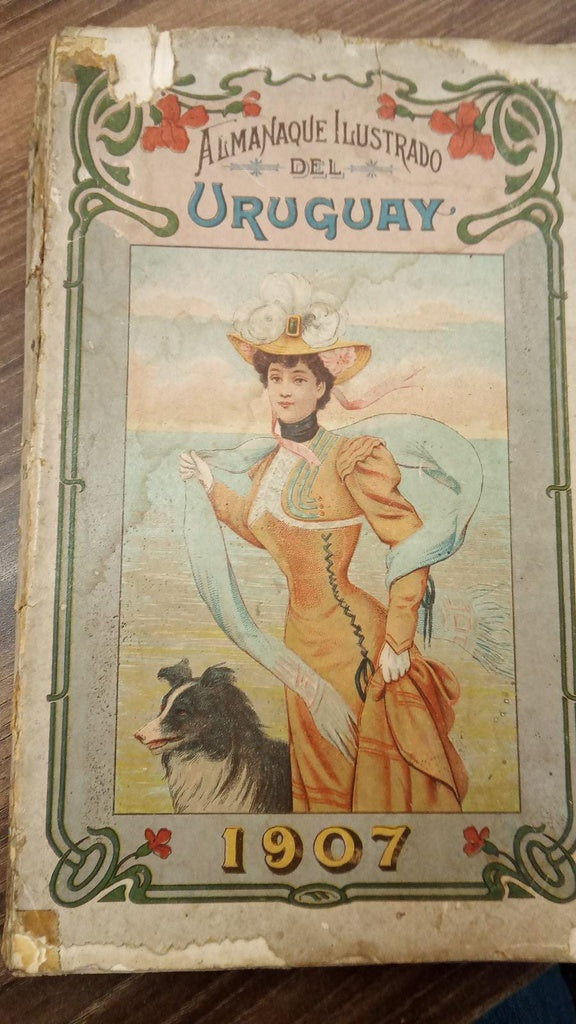 ALMANAQUE ILUSTRADO
DEL
URUGUAY
1907